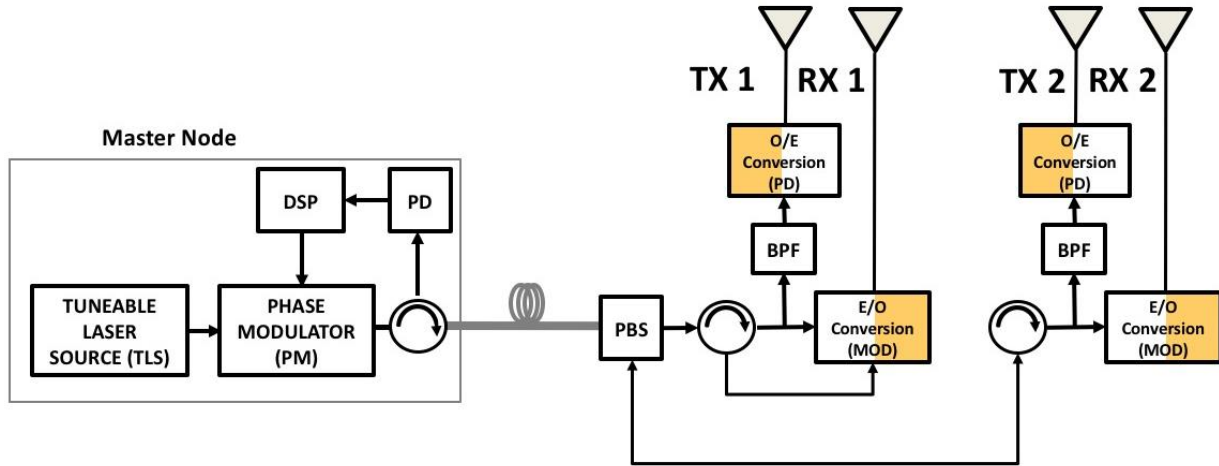 TX 1
RX 1
TX 2
RX 2
Master Node
O/E
Conversion
(PD)
O/E
Conversion
(PD)
DSP
PD
BPF
BPF
TUNEABLE
LASER
SOURCE (TLS)
PHASE
MODULATOR
(PM)
PBS
E/O
Conversion
(MOD)
E/O
Conversion
(MOD)